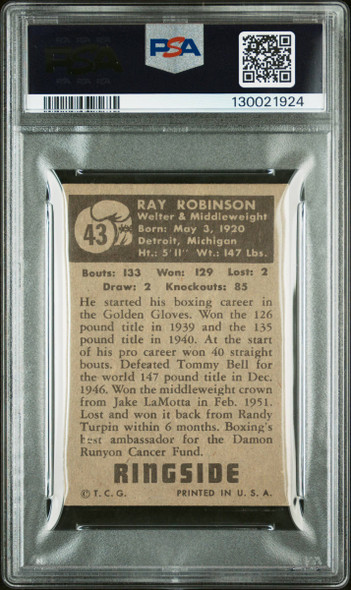 PSA
130021924
43
RAY ROBINSON
Welter & Middleweight
Born: May 3, 1920
Detroit, Michigan
Ht.: 5'11" Wt.: 147 Lbs.
Bouts: 133 Won: 129 Lost: 2
Draw: 2 Knockouts: 85
He started his boxing career in
the Golden Gloves. Won the 126
pound title in 1939 and the 135
pound title in 1940. At the start
of his pro career won 40 straight
bouts. Defeated Tommy Bell for
the world 147 pound title in Dec.
1946. Won the middleweight crown
from Jake LaMotta in Feb. 1951.
Lost and won it back from Randy
Turpin within 6 months. Boxing's
best ambassador for the Damon
Runyon Cancer Fund.
RINGSIDE
© T. C. G. PRINTED IN U. S. A.